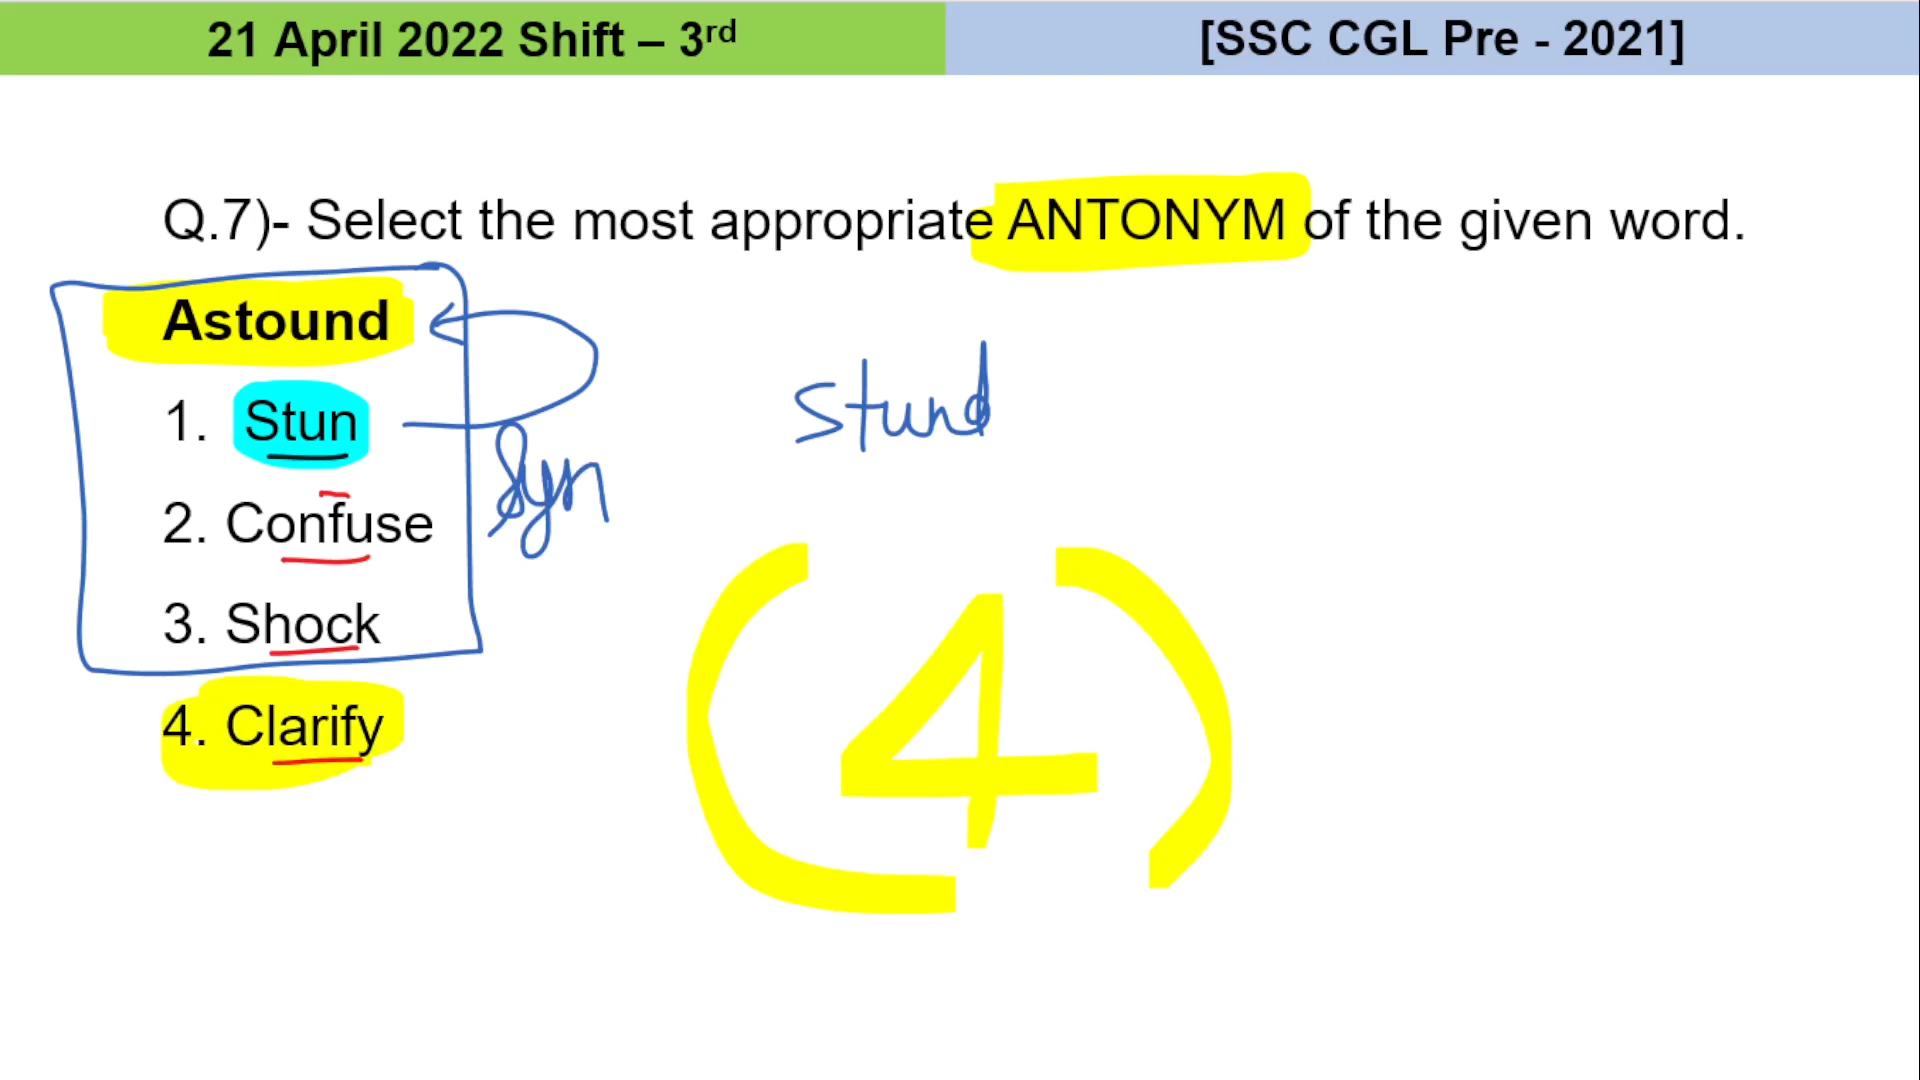 21 April 2022 Shift – 3rd
[SSC CGL Pre - 2021]
Q.7)- Select the most appropriate ANTONYM of the given word.
Astound
1. Stun
2. Confuse
3. Shock
4. Clarify
Syn
Stund
(4)